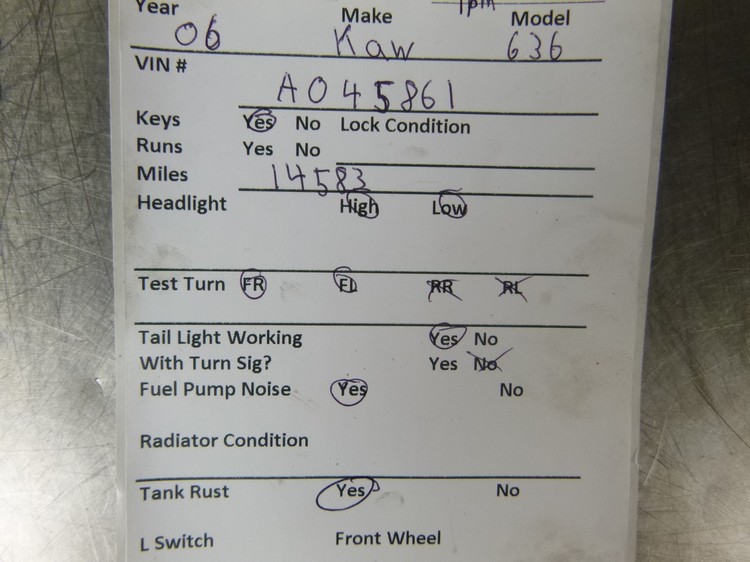 Year Make 1pm Model
06 Kaw 636
VIN #
A045861
Keys Yes No Lock Condition
Runs Yes No
Miles 14583
Headlight High Low
Test Turn FR FL RR RL
Tail Light Working Yes No
With Turn Sig? Yes No
Fuel Pump Noise Yes No
Radiator Condition
Tank Rust Yes No
L Switch Front Wheel